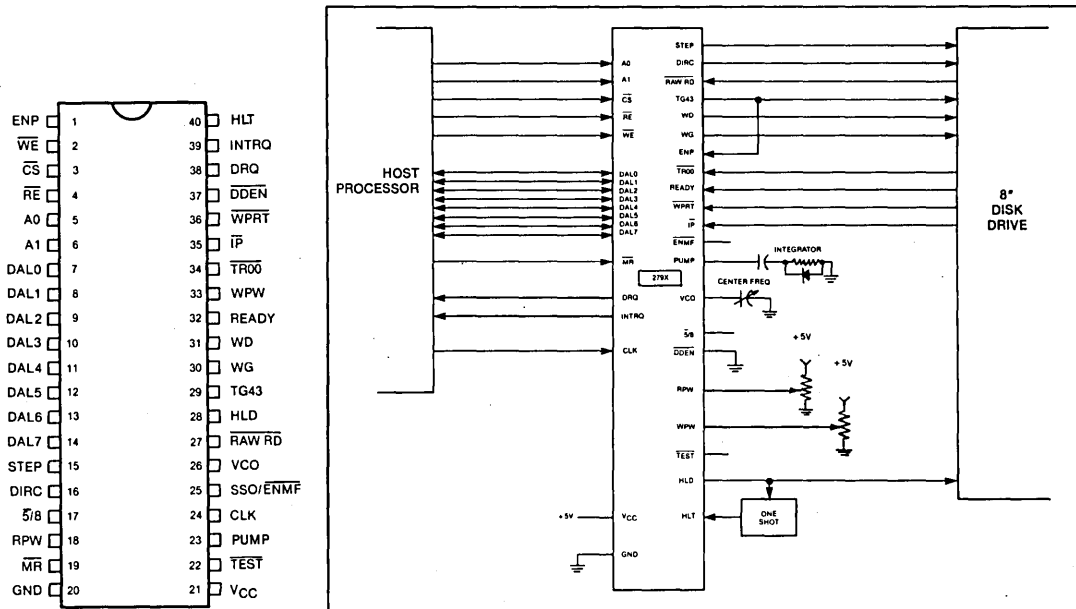 ENP 1
WE 2
CS 3
RE 4
A0 5
A1 6
DAL0 7
DAL1 8
DAL2 9
DAL3 10
DAL4 11
DAL5 12
DAL6 13
DAL7 14
STEP 15
DIRC 16
5/8 17
RPW 18
MR 19
GND 20
40 HLT
39 INTRQ
38 DRQ
37 DDEN
36 WPRT
35 IP
34 TR00
33 WPW
32 READY
31 WD
30 WG
29 TG43
28 HLD
27 RAW RD
26 VCO
25 SSO/ENMF
24 CLK
23 PUMP
22 TEST
21 VCC
HOST
PROCESSOR
A0
A1
CS
RE
WE
DAL0
DAL1
DAL2
DAL3
DAL4
DAL5
DAL6
DAL7
MR
DRQ
INTRQ
CLK
+5V
VCC
GND
279X
STEP
DIRC
RAW RD
TG43
WD
WG
ENP
TR00
READY
WPRT
IP
ENMF
PUMP
VCO
5/8
DDEN
RPW
WPW
TEST
HLD
HLT
INTEGRATOR
CENTER FREQ
+5V
+5V
ONE
SHOT
8"
DISK
DRIVE